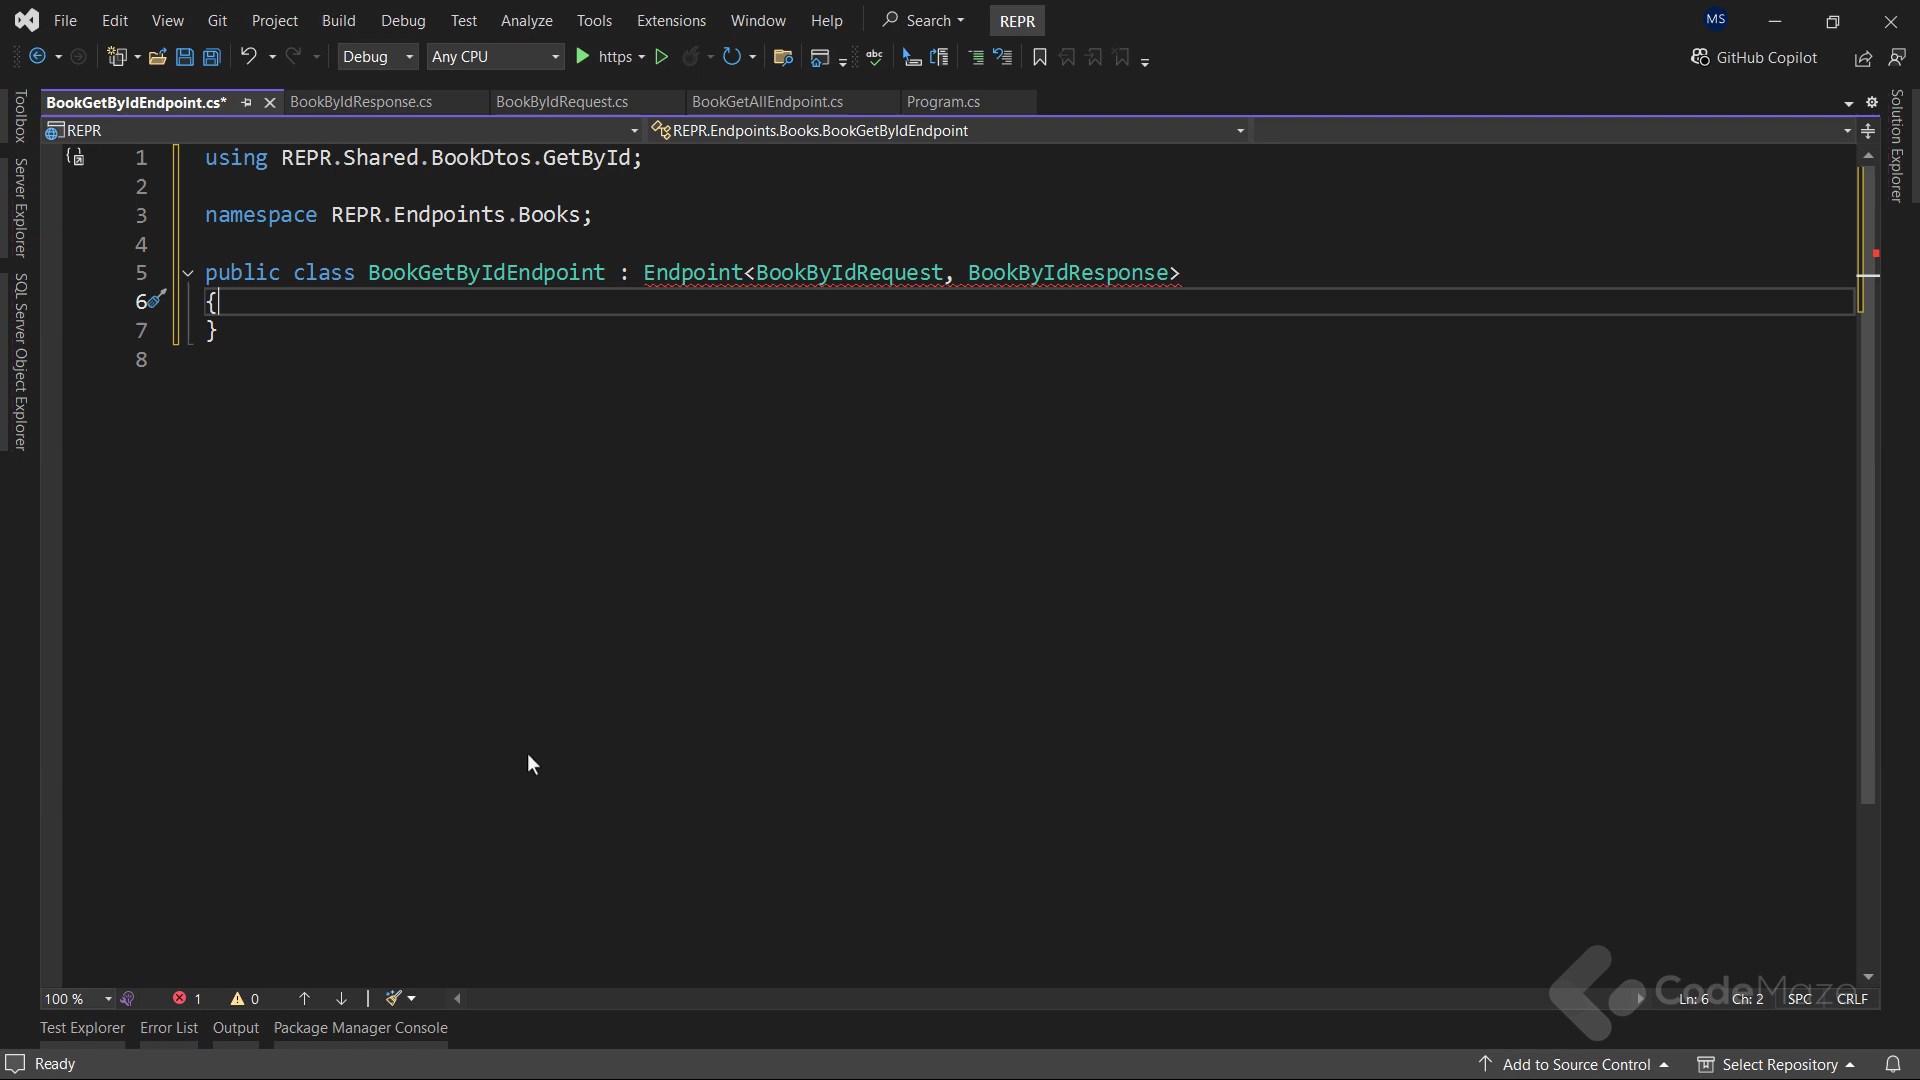 File Edit View Git Project Build Debug Test Analyze Tools Extensions Window Help Search REPR MS
Debug Any CPU https abc GitHub Copilot
BookGetByIdEndpoint.cs* BookByIdResponse.cs BookByIdRequest.cs BookGetAllEndpoint.cs Program.cs
REPR REPR.Endpoints.Books.BookGetByIdEndpoint
Toolbox
Server Explorer
SQL Server Object Explorer
Solution Explorer
1 using REPR.Shared.BookDtos.GetById;
2
3 namespace REPR.Endpoints.Books;
4
5 public class BookGetByIdEndpoint : Endpoint<BookByIdRequest, BookByIdResponse>
6 {
7 }
8
CodeMaze
100 % 1 0 Ln: 6 Ch: 2 SPC CRLF
Test Explorer Error List Output Package Manager Console
Ready Add to Source Control Select Repository